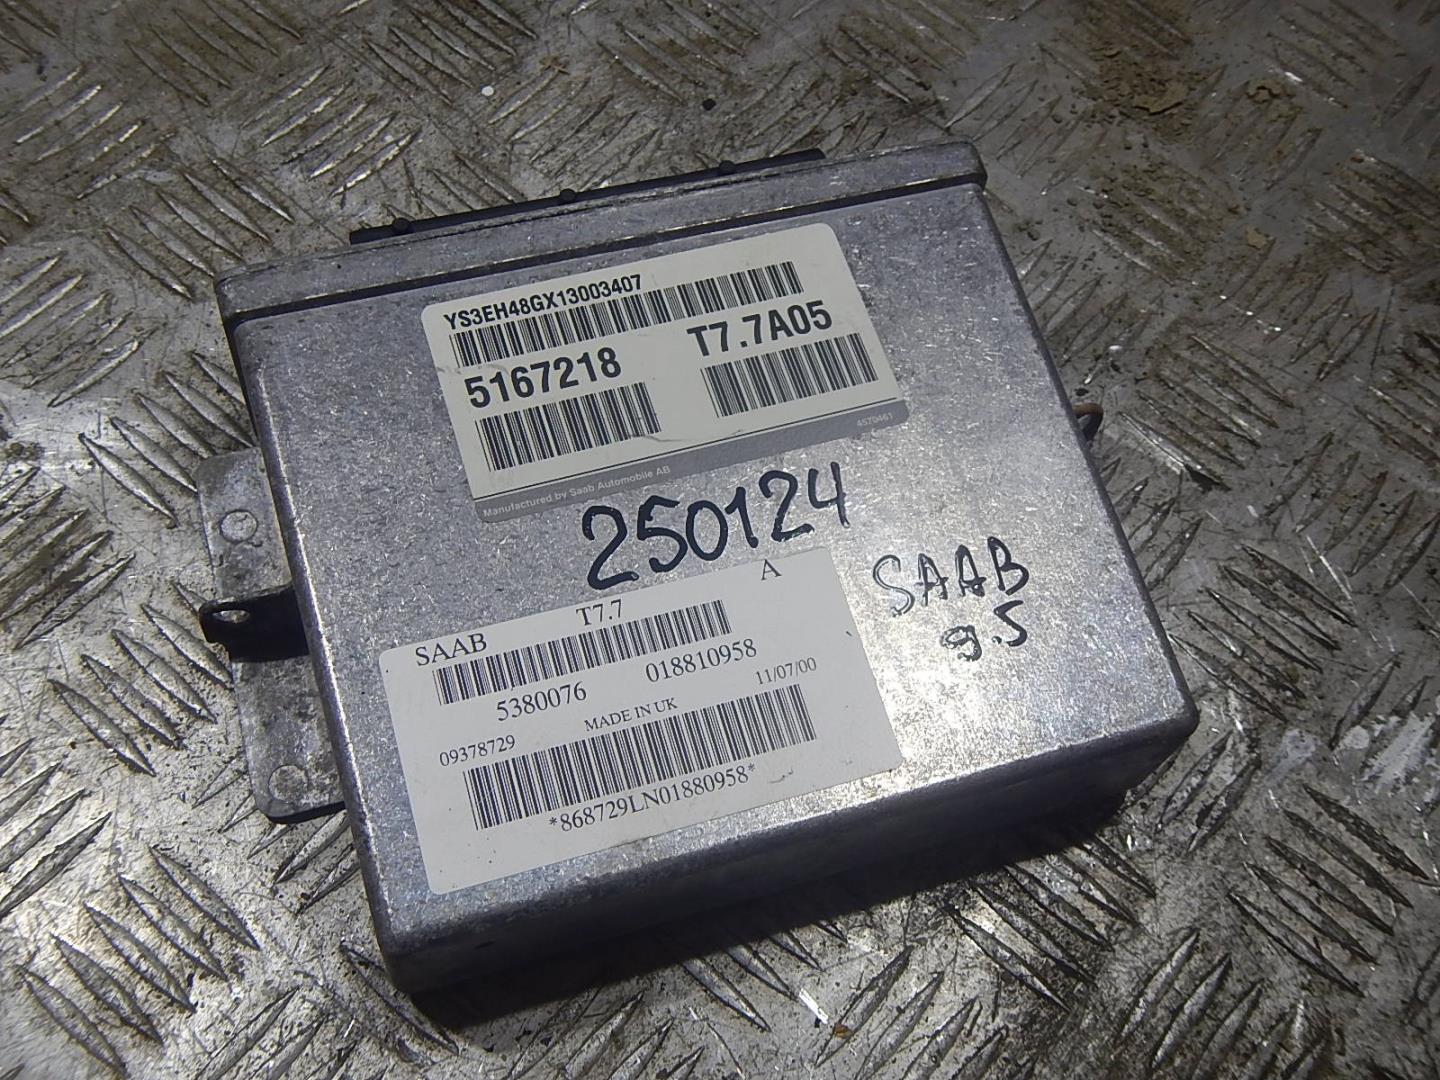 YS3EH48GX13003407
5167218 T7.7A05
Manufactured by Saab Automobile AB 4579461
250124
SAAB
9.5
SAAB T7.7 A
5380076 018810958
09378729 MADE IN UK 11/07/00
*868729LN01880958*